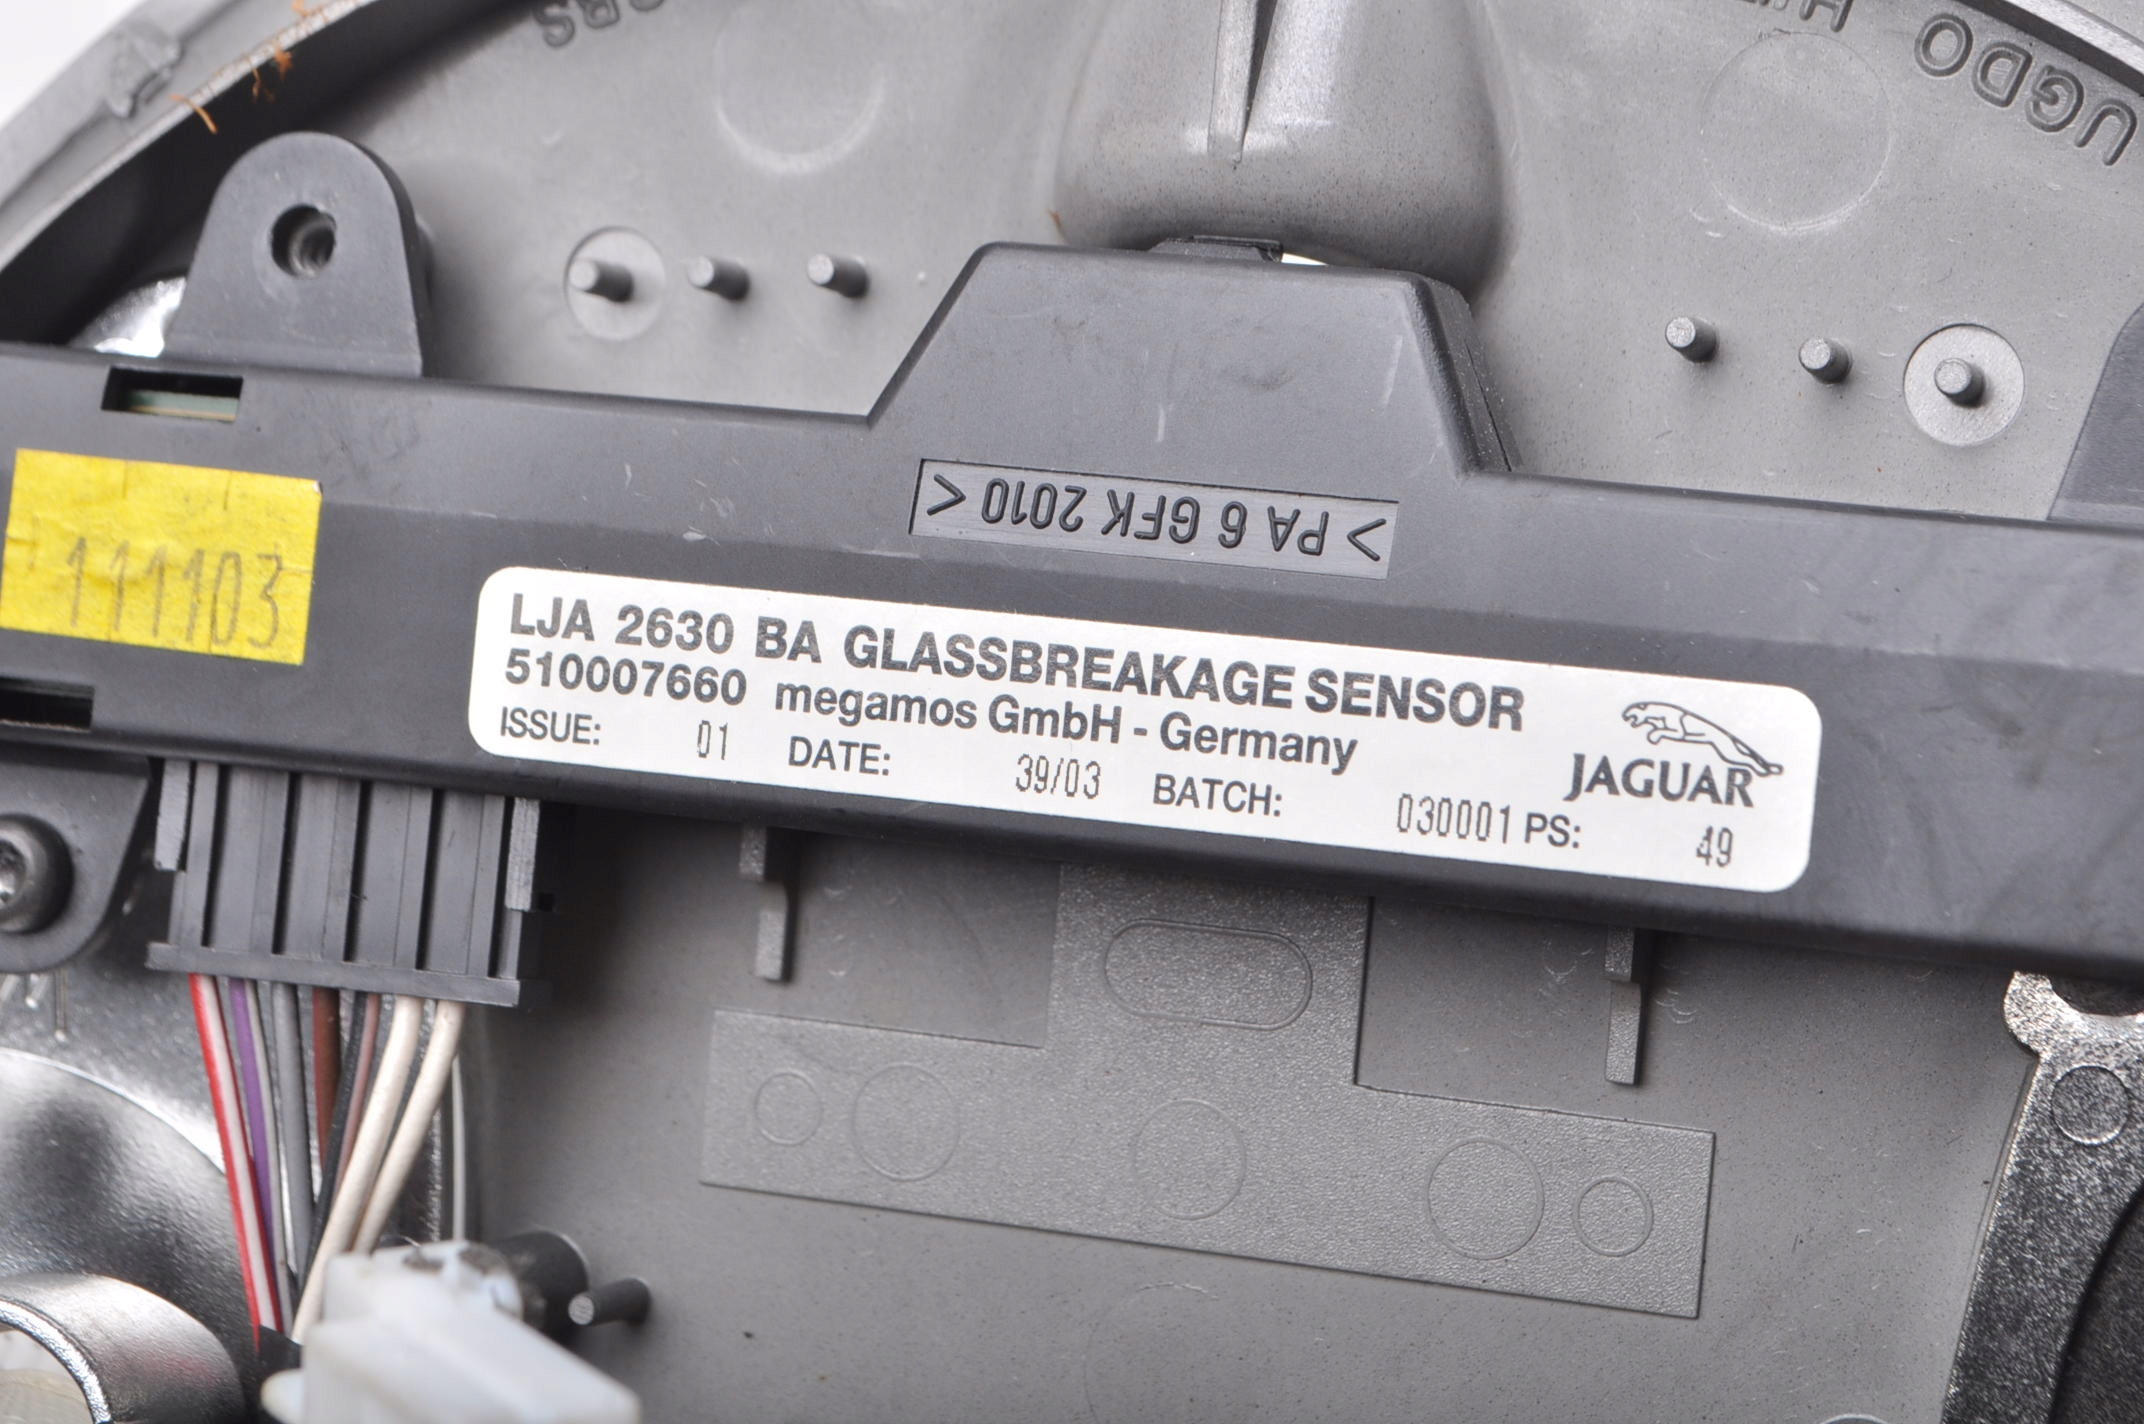 UGDO
> PA 6 GFK 2010 <
111103
LJA 2630 BA GLASSBREAKAGE SENSOR
510007660 megamos GmbH - Germany
ISSUE: 01 DATE: 39/03 BATCH: 030001 PS: 49
JAGUAR